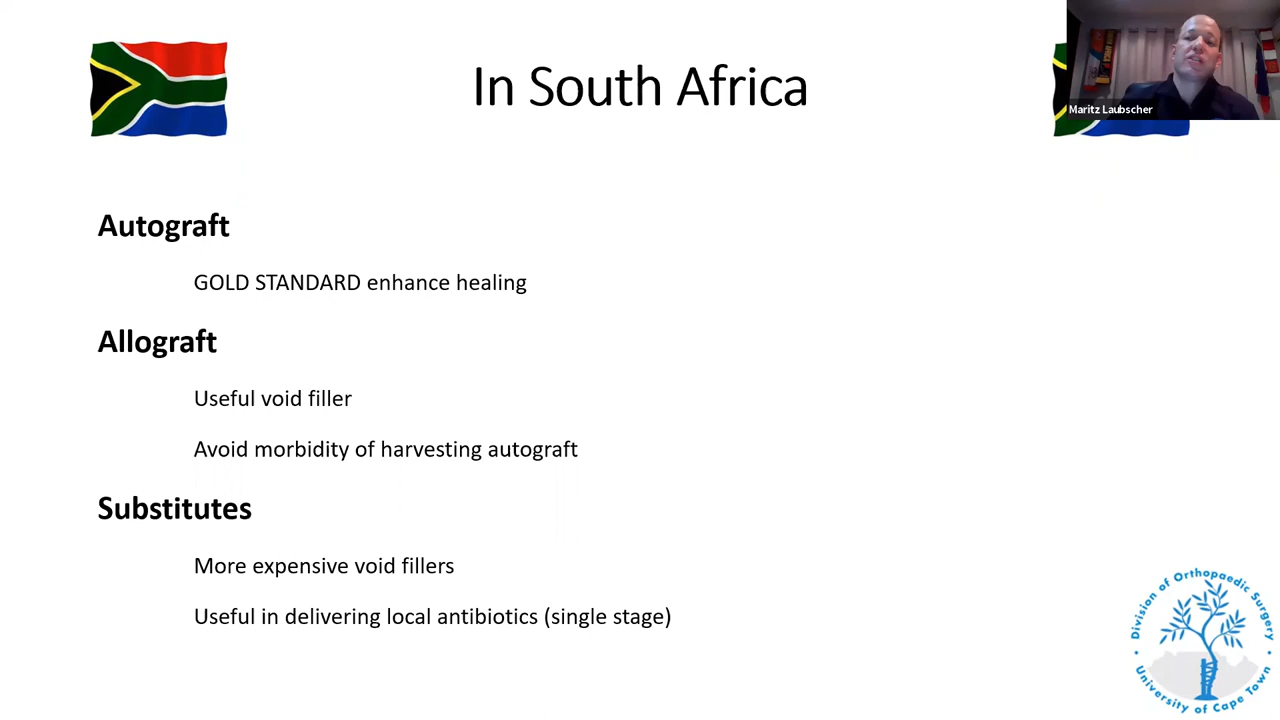 In South Africa
Maritz Laubscher
Autograft
GOLD STANDARD enhance healing
Allograft
Useful void filler
Avoid morbidity of harvesting autograft
Substitutes
More expensive void fillers
Useful in delivering local antibiotics (single stage)
Division of Orthopaedic Surgery
University of Cape Town